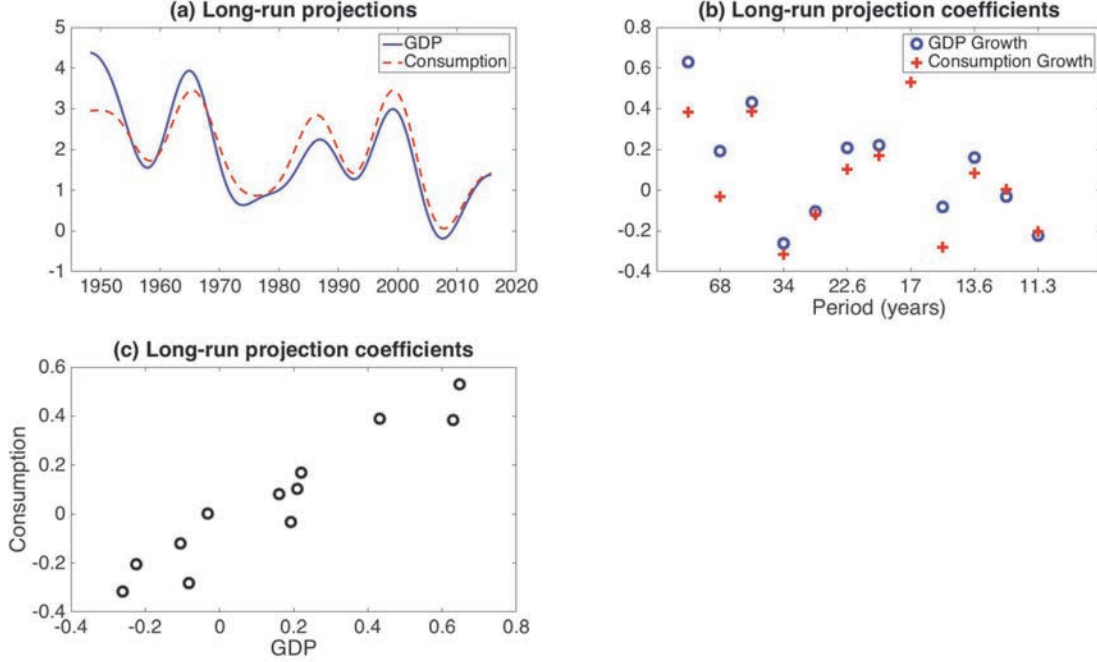 (a) Long-run projections
5
4
3
2
1
0
-1
GDP
Consumption
1950 1960 1970 1980 1990 2000 2010 2020
(b) Long-run projection coefficients
0.8
0.6
0.4
0.2
0
-0.2
-0.4
GDP Growth
Consumption Growth
68 34 22.6 17 13.6 11.3
Period (years)
(c) Long-run projection coefficients
0.6
0.4
0.2
0
-0.2
-0.4
Consumption
-0.4 -0.2 0 0.2 0.4 0.6 0.8
GDP